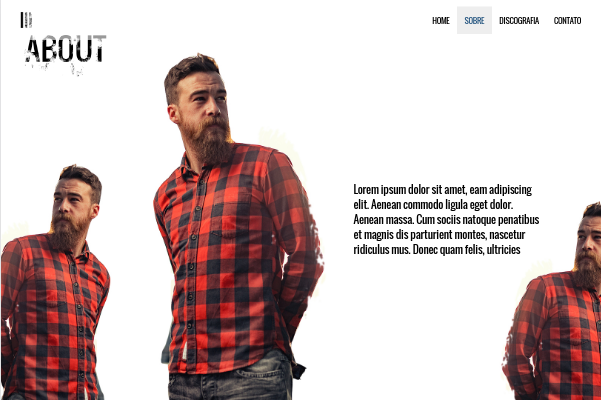 HOME SOBRE DISCOGRAFIA CONTATO
ABOUT
Lorem ipsum dolor sit amet, eam adipiscing
elit. Aenean commodo ligula eget dolor.
Aenean massa. Cum sociis natoque penatibus
et magnis dis parturient montes, nascetur
ridiculus mus. Donec quam felis, ultricies